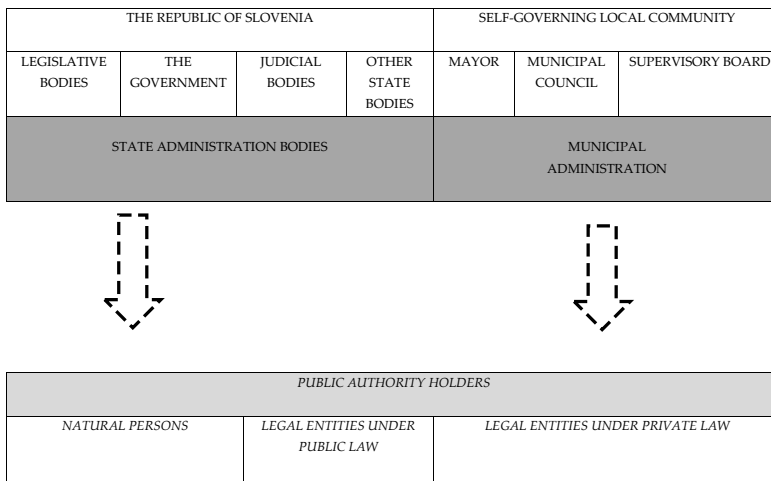 THE REPUBLIC OF SLOVENIA
SELF-GOVERNING LOCAL COMMUNITY
LEGISLATIVE
BODIES
THE
GOVERNMENT
JUDICIAL
BODIES
OTHER
STATE
BODIES
MAYOR
MUNICIPAL
COUNCIL
SUPERVISORY BOARD
STATE ADMINISTRATION BODIES
MUNICIPAL
ADMINISTRATION
PUBLIC AUTHORITY HOLDERS
NATURAL PERSONS
LEGAL ENTITIES UNDER
PUBLIC LAW
LEGAL ENTITIES UNDER PRIVATE LAW